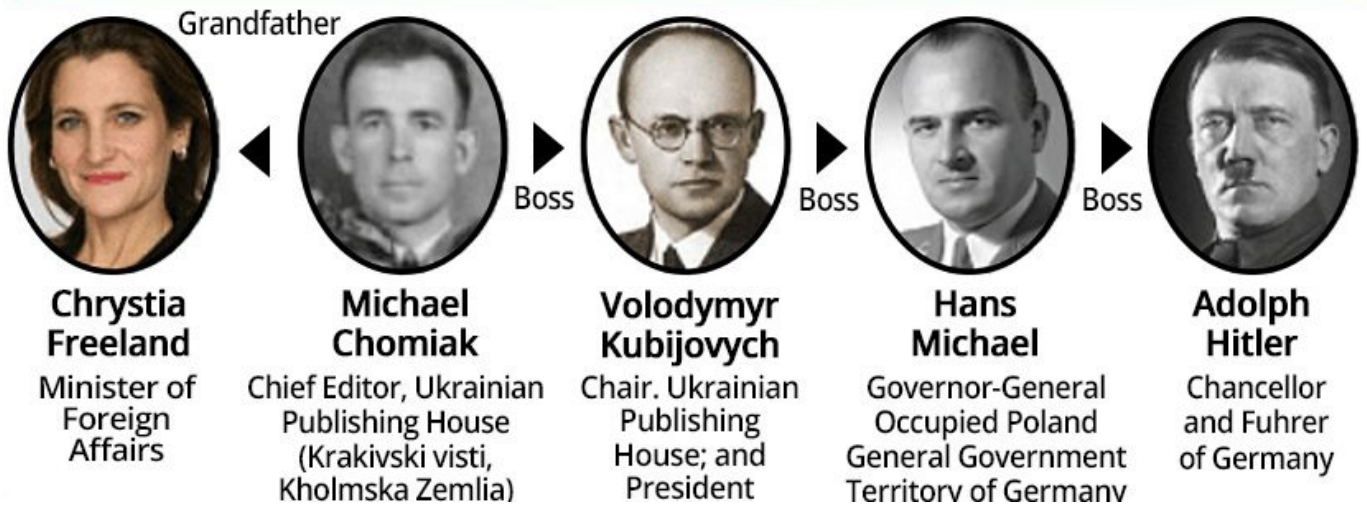 Grandfather
Boss
Boss
Boss
Chrystia
Freeland
Minister of
Foreign
Affairs
Michael
Chomiak
Chief Editor, Ukrainian
Publishing House
(Krakivski visti,
Kholmska Zemlia)
Volodymyr
Kubijovych
Chair. Ukrainian
Publishing
House; and
President
Hans
Michael
Governor-General
Occupied Poland
General Government
Territory of Germany
Adolph
Hitler
Chancellor
and Fuhrer
of Germany